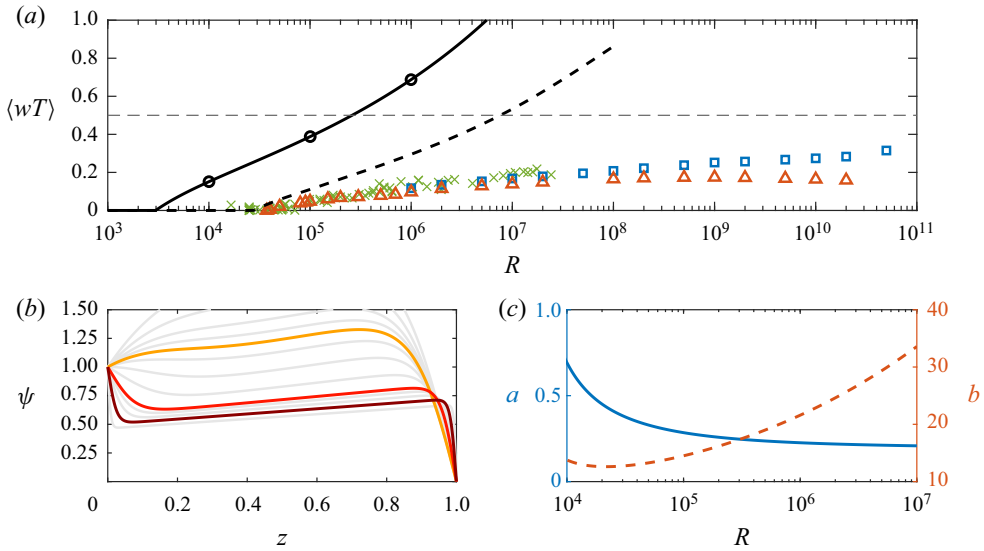 (a)
1.0
0.8
0.6
⟨wT⟩
0.4
0.2
0
10³ 10⁴ 10⁵ 10⁶ 10⁷ 10⁸ 10⁹ 10¹⁰ 10¹¹
R
(b)
1.50
1.25
1.00
ψ
0.75
0.50
0.25
0 0.2 0.4 0.6 0.8 1.0
z
(c)
1.0 40
30
a 0.5 b
20
0 10
10⁴ 10⁵ 10⁶ 10⁷
R